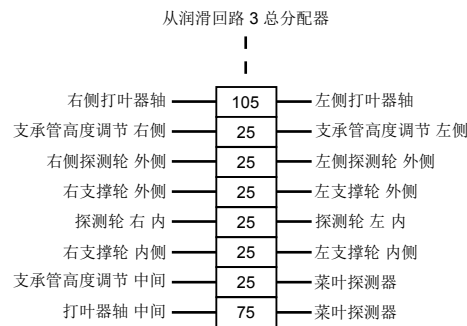 从润滑回路 3 总分配器
右侧打叶器轴 105 左侧打叶器轴
支承管高度调节 右侧 25 支承管高度调节 左侧
右侧探测轮 外侧 25 左侧探测轮 外侧
右支撑轮 外侧 25 左支撑轮 外侧
探测轮 右 内 25 探测轮 左 内
右支撑轮 内侧 25 左支撑轮 内侧
支承管高度调节 中间 25 菜叶探测器
打叶器轴 中间 75 菜叶探测器